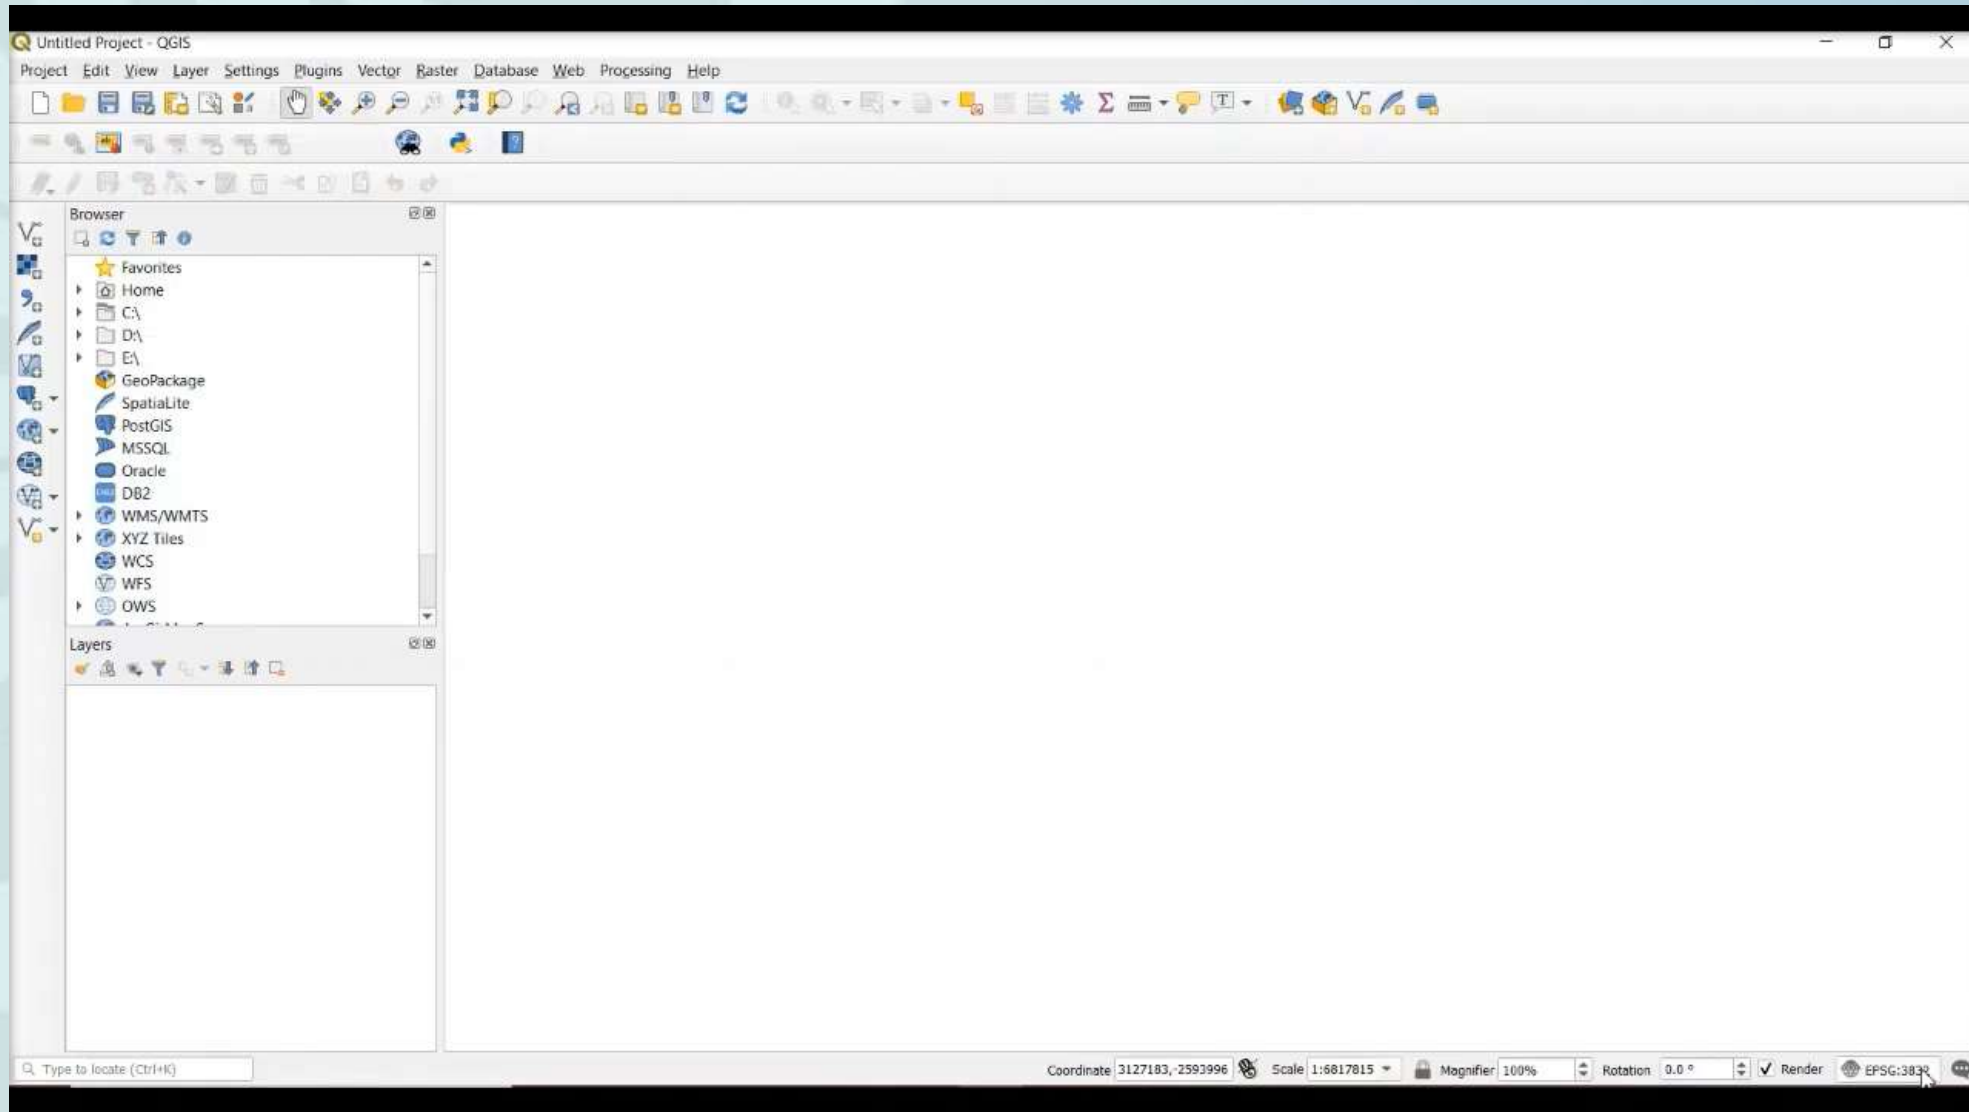 Untitled Project - QGIS
Project Edit View Layer Settings Plugins Vector Raster Database Web Processing Help
Browser
Favorites
Home
C:\
D:\
E:\
GeoPackage
SpatiaLite
PostGIS
MSSQL
Oracle
DB2
WMS/WMTS
XYZ Tiles
WCS
WFS
OWS
Layers
Type to locate (Ctrl+K) Coordinate 3127183,-2593996 Scale 1:6817815 Magnifier 100% Rotation 0.0 ° Render